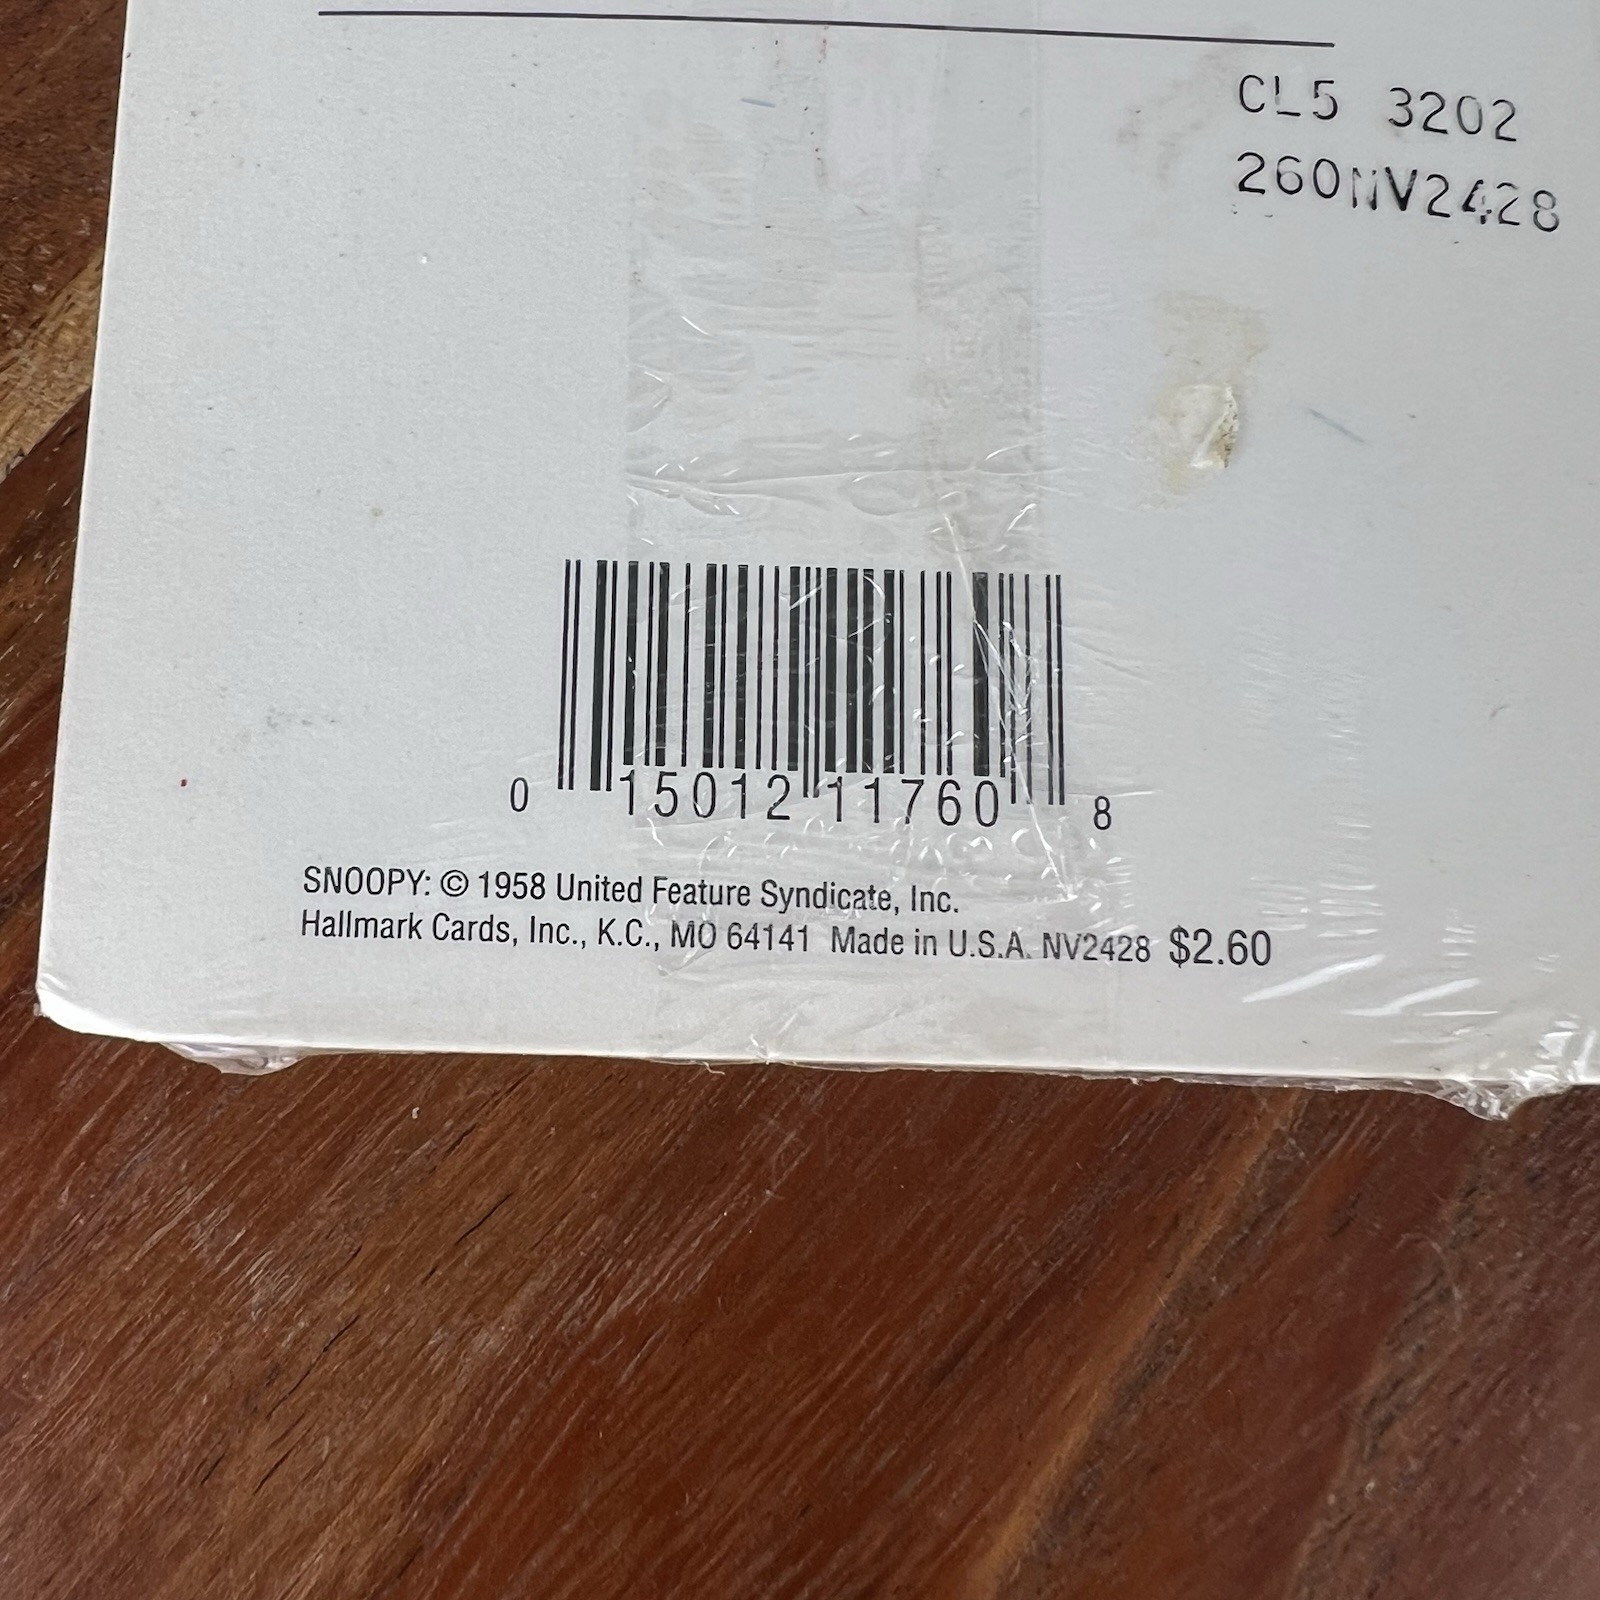 CL5 3202
260NV2428
0 15012 11760 8
SNOOPY: © 1958 United Feature Syndicate, Inc.
Hallmark Cards, Inc., K.C., MO 64141 Made in U.S.A. NV2428 $2.60